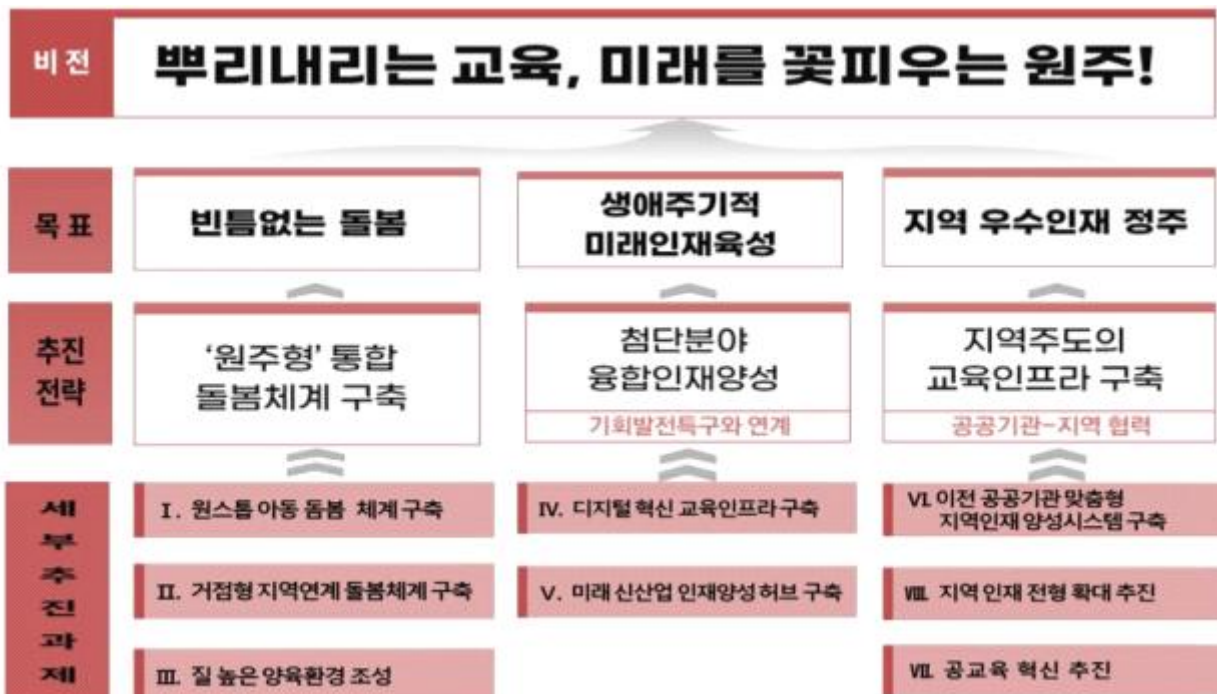 비전
뿌리내리는 교육, 미래를 꽃피우는 원주!
목표
빈틈없는 돌봄
생애주기적
미래인재육성
지역 우수인재 정주
추진
전략
‘원주형’ 통합
돌봄체계 구축
첨단분야
융합인재양성
기회발전특구와 연계
지역주도의
교육인프라 구축
공공기관-지역 협력
세부추진과제
Ⅰ. 원스톱 아동 돔봄 체계 구축
Ⅱ. 거점형 지역연계 돌봄체계 구축
Ⅲ. 질 높은 양육환경 조성
Ⅳ. 디지털 혁신 교육인프라 구축
Ⅴ. 미래 신산업 인재양성 허브 구축
Ⅵ. 이전 공공기관 맞춤형
지역인재 양성시스템 구축
Ⅷ. 지역 인재 전형 확대 추진
Ⅶ. 공교육 혁신 추진